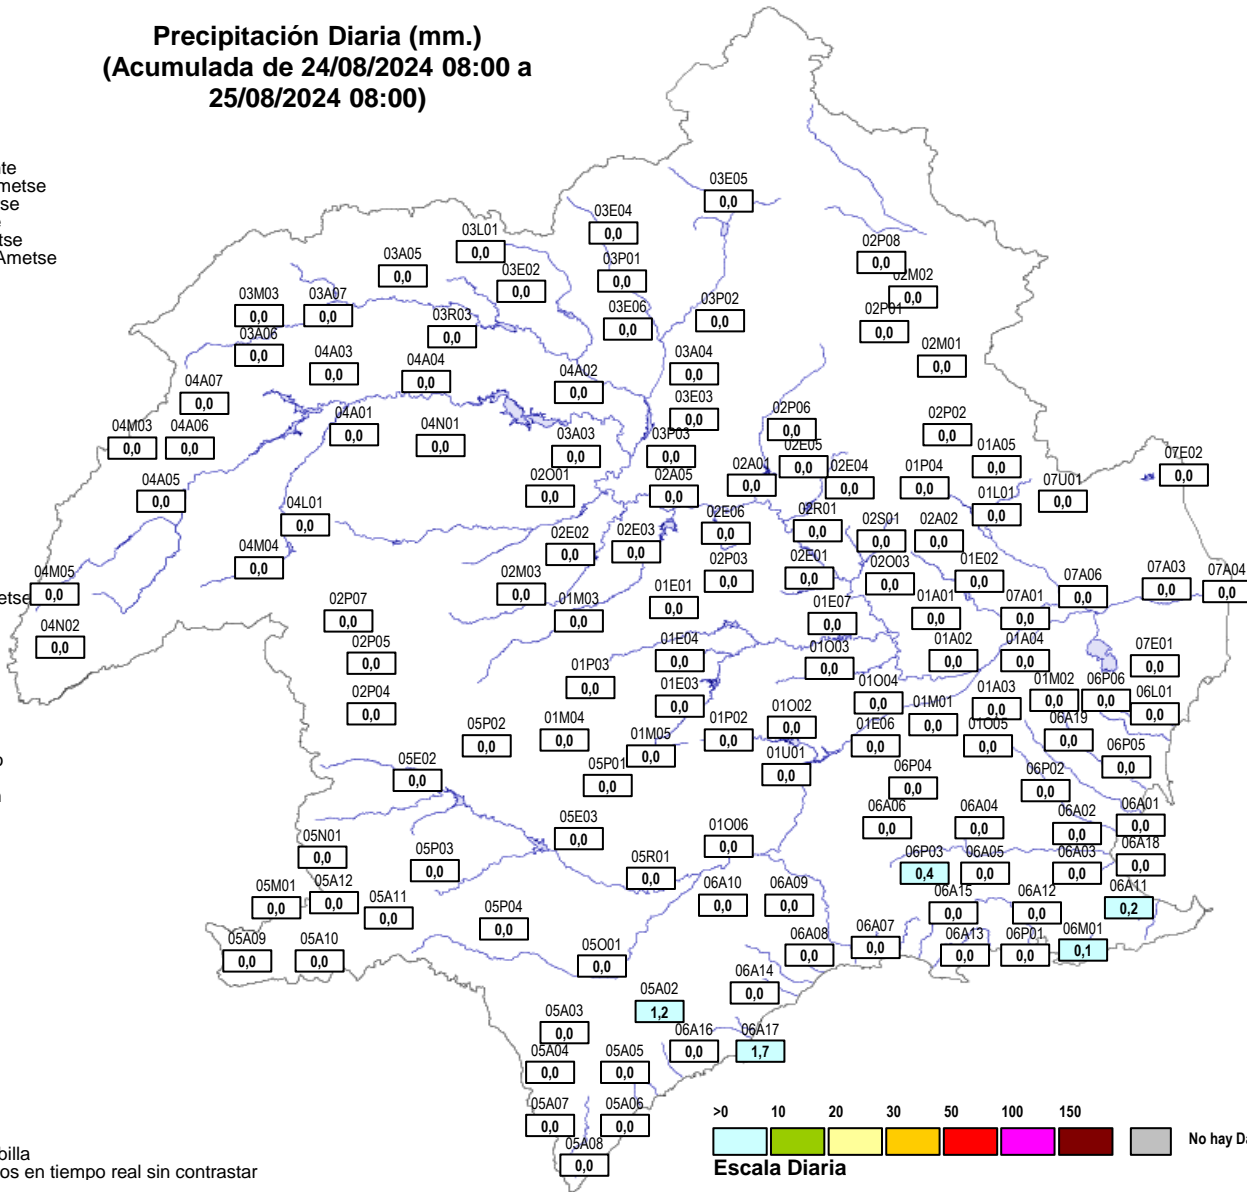 Precipitación Diaria (mm.)
(Acumulada de 24/08/2024 08:00 a
25/08/2024 08:00)
03E05
0,0
03E04
0,0
03L01
0,0
03A05
0,0
03E02
0,0
03P01
0,0
02P08
0,0
02M02
0,0
03M03
0,0
03A07
0,0
03R03
0,0
03E06
0,0
03P02
0,0
02P01
0,0
03A06
0,0
04A03
0,0
04A04
0,0
04A02
0,0
03A04
0,0
02M01
0,0
04A07
0,0
03E03
0,0
04M03
0,0
04A06
0,0
04A01
0,0
04N01
0,0
03A03
0,0
03P03
0,0
02P06
0,0
02P02
0,0
02E05
0,0
01A05
0,0
07E02
0,0
04A05
0,0
02O01
0,0
02A05
0,0
02A01
0,0
02E04
0,0
01P04
0,0
07U01
0,0
04L01
0,0
01L01
0,0
02E02
0,0
02E03
0,0
02E06
0,0
02R01
0,0
02S01
0,0
02A02
0,0
04M04
0,0
04M05
0,0
02M03
0,0
02P03
0,0
02E01
0,0
02O03
0,0
01E02
0,0
07A06
0,0
07A03
0,0
07A04
0,0
02P07
0,0
01M03
0,0
01E01
0,0
01E07
0,0
01A01
0,0
07A01
0,0
04N02
0,0
02P05
0,0
01E04
0,0
01O03
0,0
01A02
0,0
01A04
0,0
07E01
0,0
02P04
0,0
01P03
0,0
01E03
0,0
01O04
0,0
01M01
0,0
01A03
0,0
01M02
0,0
06P06
0,0
06L01
0,0
05P02
0,0
01M04
0,0
01M05
0,0
01P02
0,0
01O02
0,0
01E06
0,0
01O05
0,0
06A19
0,0
06P05
0,0
05E02
0,0
05P01
0,0
01U01
0,0
06P04
0,0
06P02
0,0
05N01
0,0
05P03
0,0
05E03
0,0
01O06
0,0
06A06
0,0
06A04
0,0
06A02
0,0
06A01
0,0
05R01
0,0
06P03
0,4
06A05
0,0
06A03
0,0
06A18
0,0
05M01
0,0
05A12
0,0
05A11
0,0
05P04
0,0
06A10
0,0
06A09
0,0
06A15
0,0
06A12
0,0
06A11
0,2
05A09
0,0
05A10
0,0
05O01
0,0
06A08
0,0
06A07
0,0
06A13
0,0
06P01
0,0
06M01
0,1
05A02
1,2
06A14
0,0
05A03
0,0
06A16
0,0
06A17
1,7
05A04
0,0
05A05
0,0
05A07
0,0
05A06
0,0
05A08
0,0
>0 10 20 30 50 100 150
No hay
Escala Diaria
os en tiempo real sin contrastar